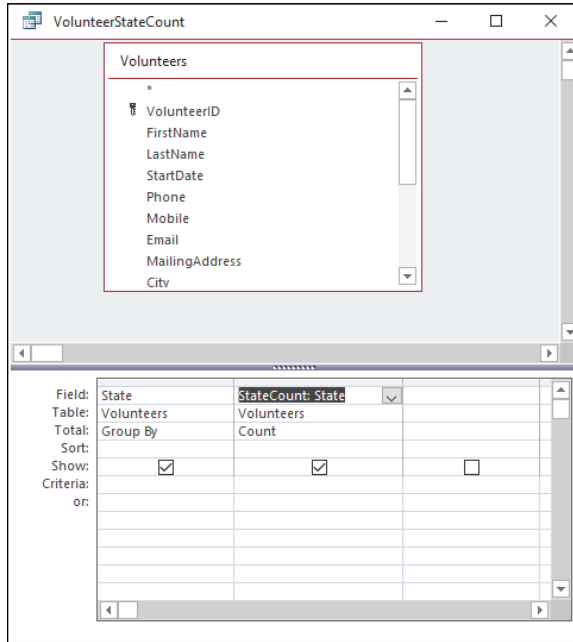 VolunteerStateCount
Volunteers
*
VolunteerID
FirstName
LastName
StartDate
Phone
Mobile
Email
MailingAddress
City
Field: State StateCount: State
Table: Volunteers Volunteers
Total: Group By Count
Sort:
Show:
Criteria:
or: